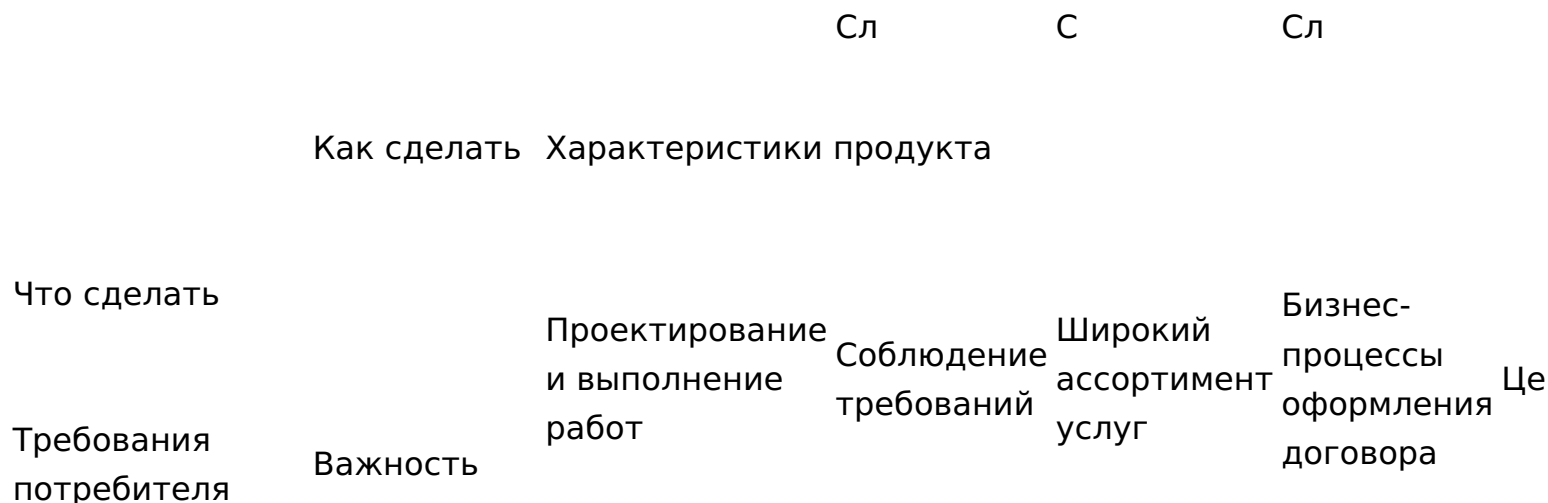 Сл С Сл
Как сделать Характеристики продукта
Что сделать
Требования
потребителя
Важность
Проектирование
и выполнение
работ
Соблюдение
требований
Широкий
ассортимент
услуг
Бизнес-
процессы
оформления
договора
Це